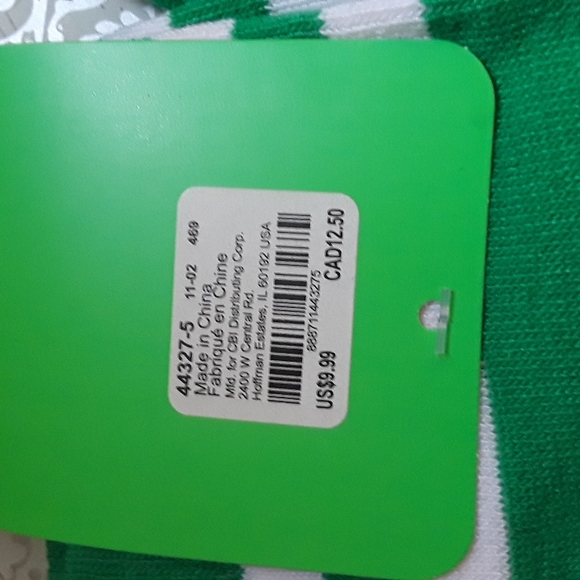 44327-5 11-02 469
Made in China
Fabriqué en Chine
Mfd. for CBI Distributing Corp.
2400 W Central Rd.
Hoffman Estates, IL 60192 USA
888711443275
US$9.99 CAD12.50